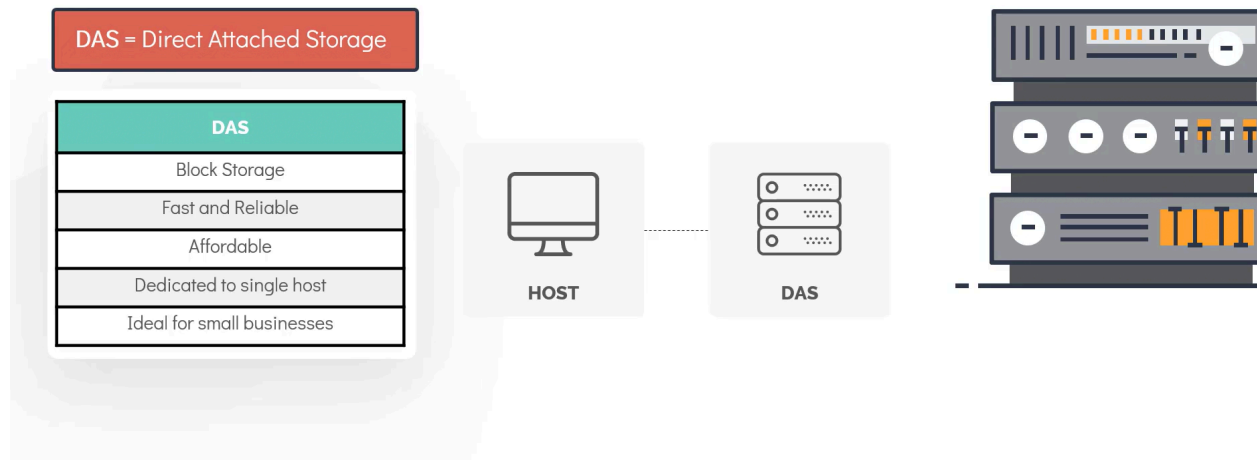 DAS = Direct Attached Storage
DAS
Block Storage
Fast and Reliable
Affordable
Dedicated to single host
Ideal for small businesses
HOST
DAS